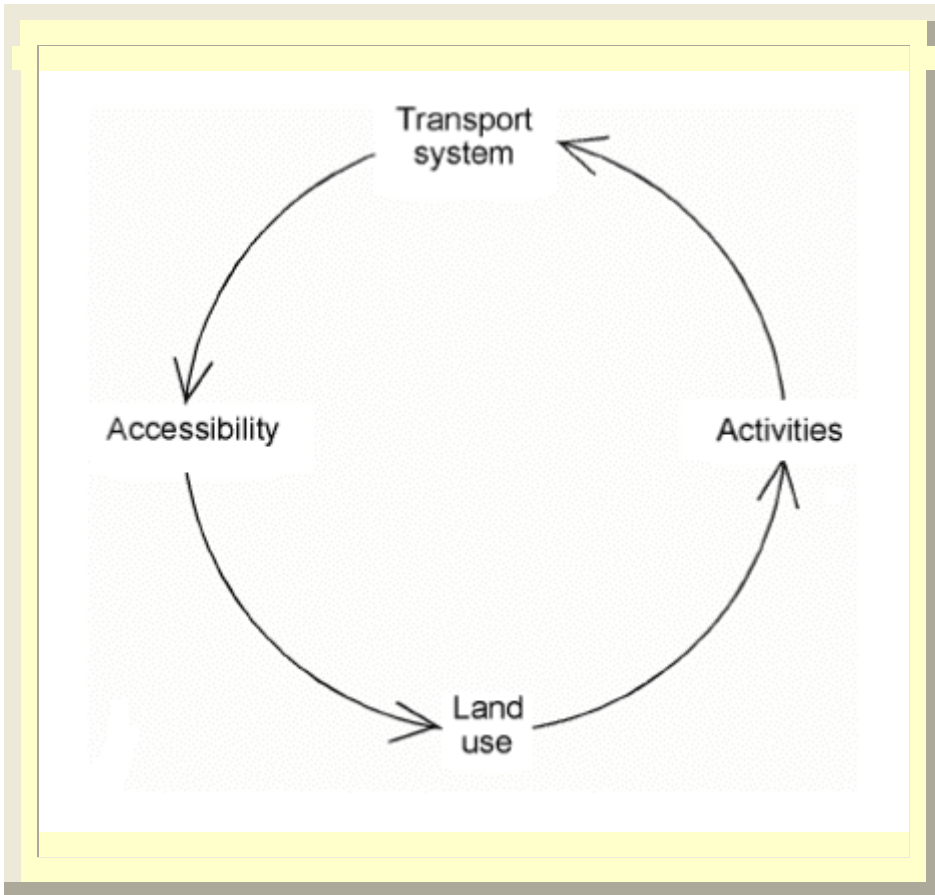 Transport
system
Accessibility
Activities
Land
use